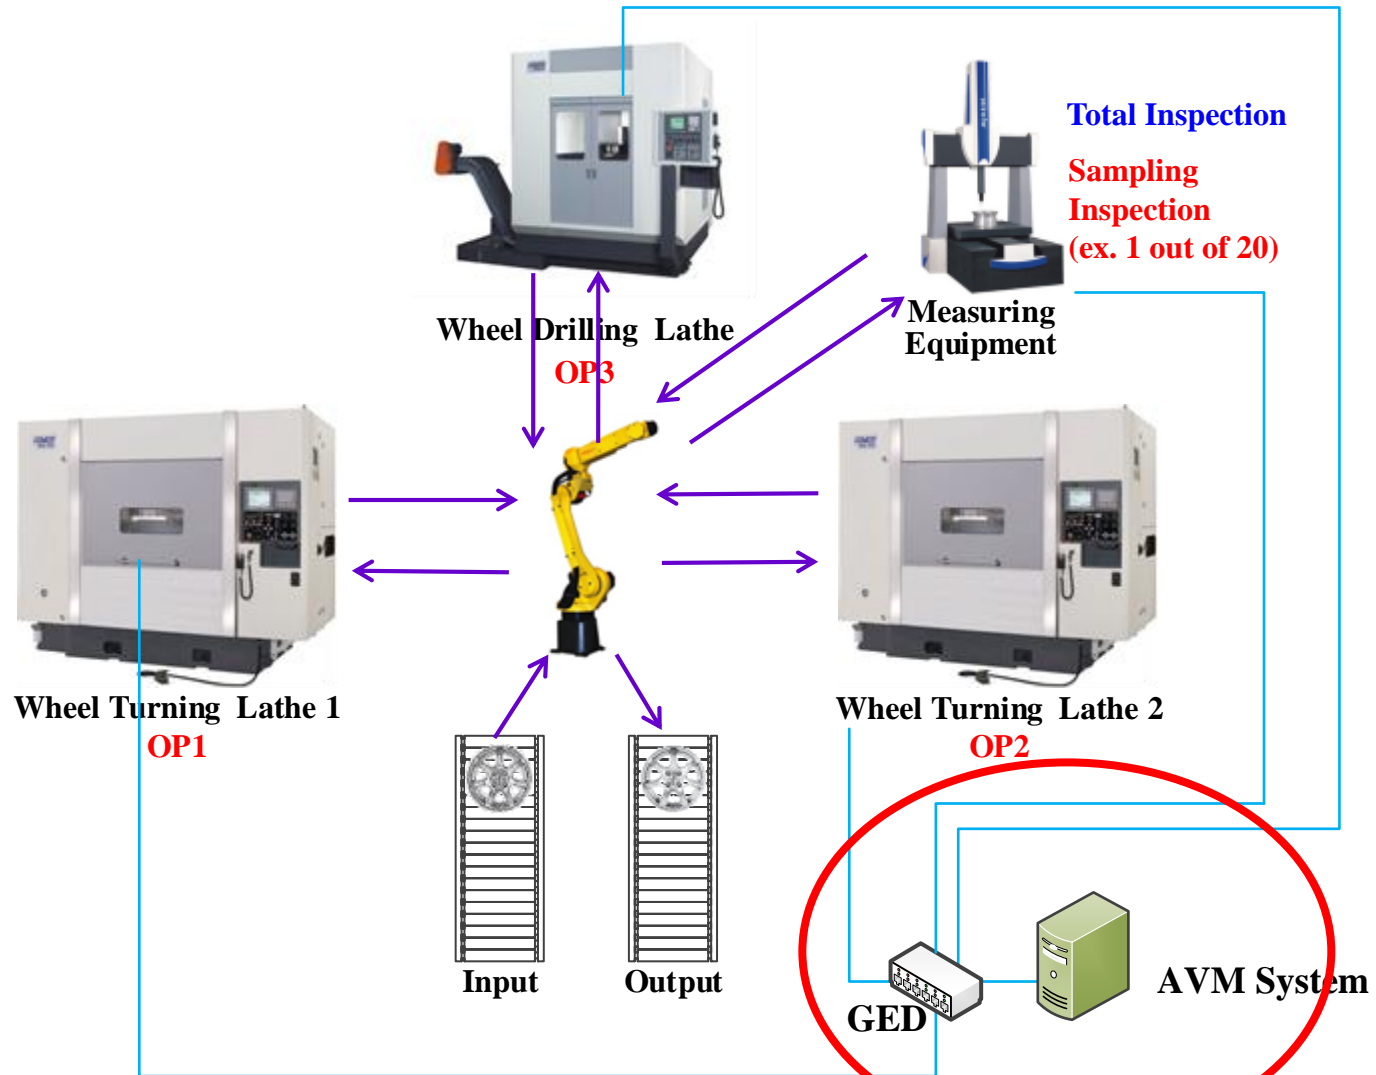 Total Inspection
Sampling
Inspection
(ex. 1 out of 20)
Measuring
Equipment
Wheel Drilling Lathe
OP3
Wheel Turning Lathe 1
OP1
Wheel Turning Lathe 2
OP2
Input
Output
GED
AVM System